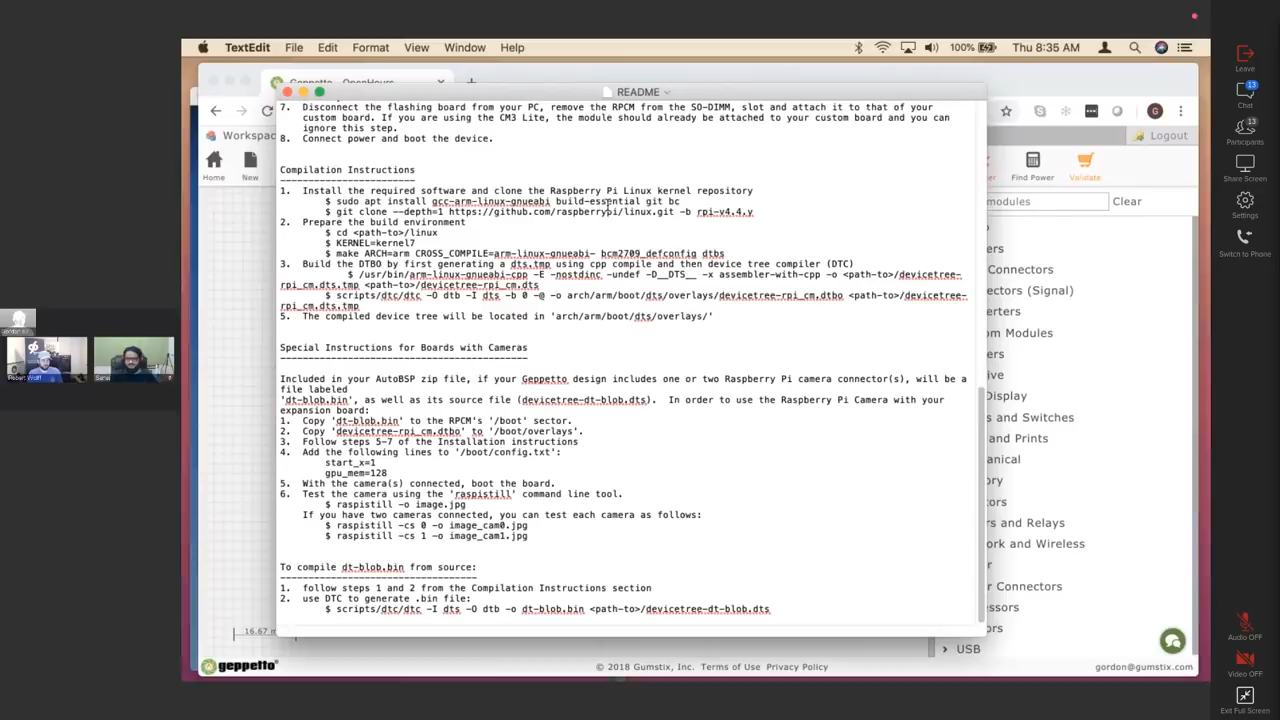 TextEdit File Edit Format View Window Help
100% Thu 8:35 AM
Geppetto - OpenHours
README
7. Disconnect the flashing board from your PC, remove the RPCM from the SO-DIMM, slot and attach it to that of your
custom board. If you are using the CM3 Lite, the module should already be attached to your custom board and you can
ignore this step.
8. Connect power and boot the device.
Compilation Instructions
------------------------
1. Install the required software and clone the Raspberry Pi Linux kernel repository
$ sudo apt install gcc-arm-linux-gnueabi build-essential git bc
$ git clone --depth=1 https://github.com/raspberrypi/linux.git -b rpi-v4.4.y
2. Prepare the build environment
$ cd <path-to>/linux
$ KERNEL=kernel7
$ make ARCH=arm CROSS_COMPILE=arm-linux-gnueabi- bcm2709_defconfig dtbs
3. Build the DTBO by first generating a dts.tmp using cpp compile and then device tree compiler (DTC)
$ /usr/bin/arm-linux-gnueabi-cpp -E -nostdinc -undef -D__DTS__ -x assembler-with-cpp -o <path-to>/devicetree-
rpi_cm.dts.tmp <path-to>/devicetree-rpi_cm.dts
$ scripts/dtc/dtc -O dtb -I dts -b 0 -@ -o arch/arm/boot/dts/overlays/devicetree-rpi_cm.dtbo <path-to>/devicetree-
rpi_cm.dts.tmp
5. The compiled device tree will be located in 'arch/arm/boot/dts/overlays/'
Special Instructions for Boards with Cameras
--------------------------------------------
Included in your AutoBSP zip file, if your Geppetto design includes one or two Raspberry Pi camera connector(s), will be a
file labeled
'dt-blob.bin', as well as its source file (devicetree-dt-blob.dts). In order to use the Raspberry Pi Camera with your
expansion board:
1. Copy 'dt-blob.bin' to the RPCM's '/boot' sector.
2. Copy 'devicetree-rpi_cm.dtbo' to '/boot/overlays'.
3. Follow steps 5-7 of the Installation instructions
4. Add the following lines to '/boot/config.txt':
start_x=1
gpu_mem=128
5. With the camera(s) connected, boot the board.
6. Test the camera using the 'raspistill' command line tool.
$ raspistill -o image.jpg
If you have two cameras connected, you can test each camera as follows:
$ raspistill -cs 0 -o image_cam0.jpg
$ raspistill -cs 1 -o image_cam1.jpg
To compile dt-blob.bin from source:
-----------------------------------
1. follow steps 1 and 2 from the Compilation Instructions section
2. use DTC to generate .bin file:
$ scripts/dtc/dtc -I dts -O dtb -o dt-blob.bin <path-to>/devicetree-dt-blob.dts
Workspac
Home New
G
Logout
Find Power Validate
modules Clear
ers
Connectors
ectors (Signal)
erters
om Modules
ers
ive
Display
s and Switches
and Prints
anical
ry
ors
rs and Relays
ork and Wireless
er
r Connectors
essors
ors
USB
16.67 m
geppetto
© 2018 Gumstix, Inc. Terms of Use Privacy Policy
gordon@gumstix.com
Robert Wolff
Leave
13
Chat
13
Participants
Share Screen
Settings
Switch to Phone
Audio OFF
Video OFF
Exit Full Screen